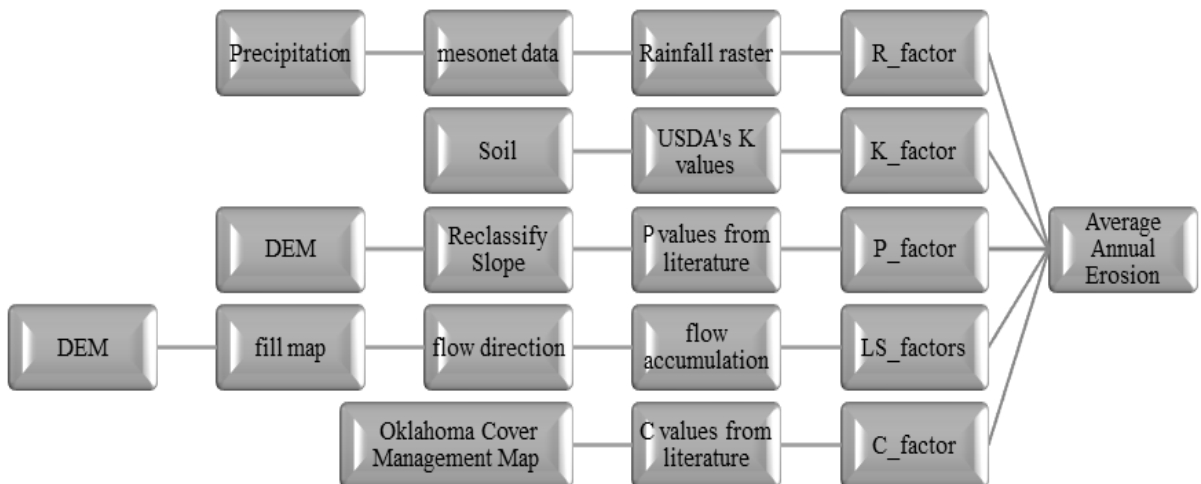 Precipitation
mesonet data
Rainfall raster
R_factor
Soil
USDA's K
values
K_factor
DEM
Reclassify
Slope
P values from
literature
P_factor
Average
Annual
Erosion
DEM
fill map
flow direction
flow
accumulation
LS_factors
Oklahoma Cover
Management Map
C values from
literature
C_factor